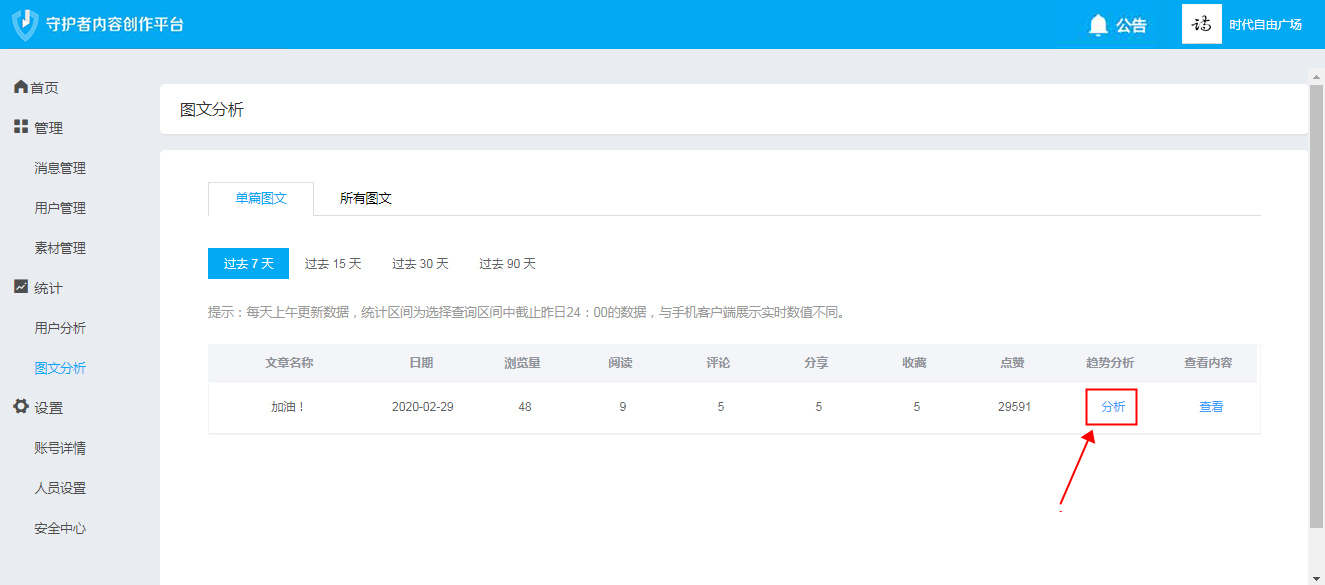 守护者内容创作平台
公告
时代自由广场
首页
管理
消息管理
用户管理
素材管理
统计
用户分析
图文分析
设置
账号详情
人员设置
安全中心
图文分析
单篇图文 所有图文
过去 7 天 过去 15 天 过去 30 天 过去 90 天
提示：每天上午更新数据，统计区间为选择查询区间中截止昨日24：00的数据，与手机客户端展示实时数值不同。
文章名称 日期 浏览量 阅读 评论 分享 收藏 点赞 趋势分析 查看内容
加油！ 2020-02-29 48 9 5 5 5 29591 分析 查看